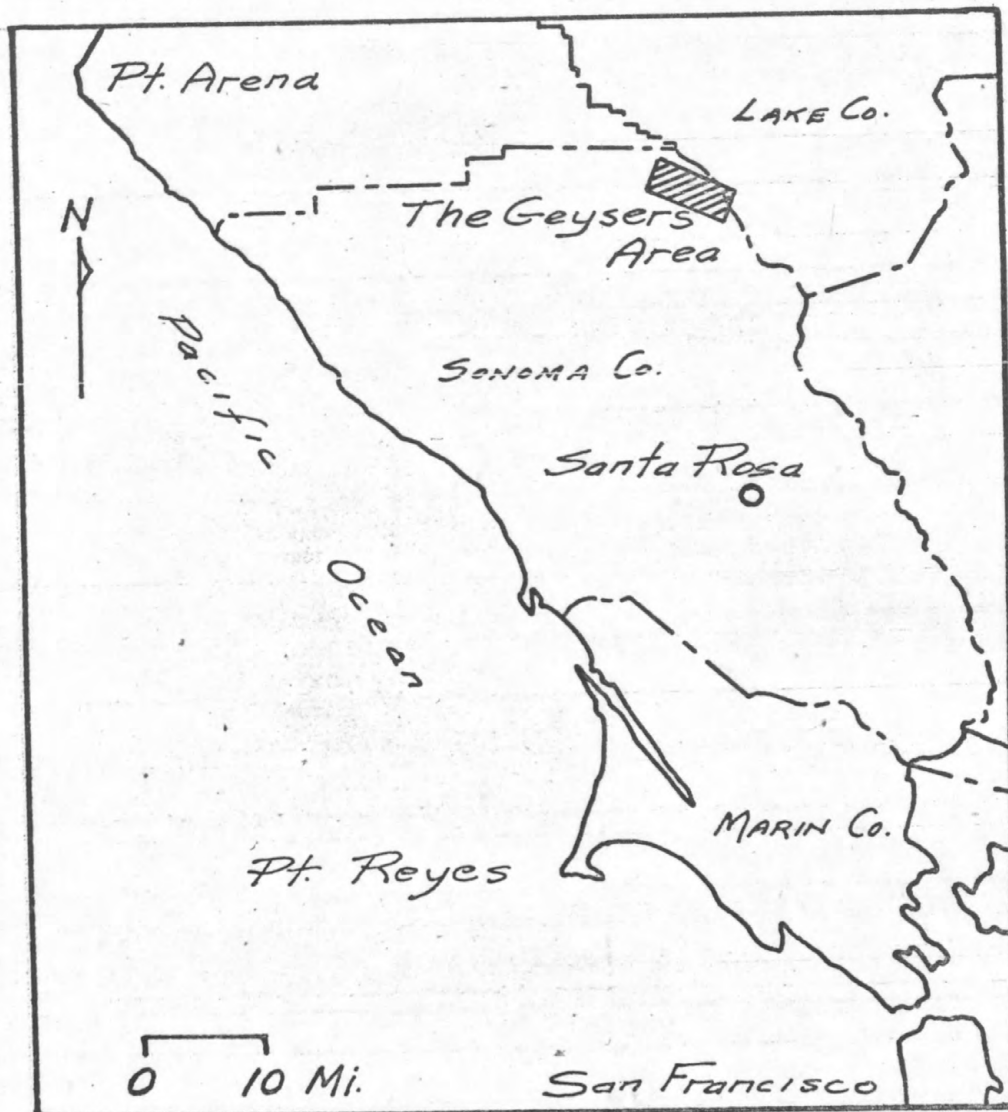 Pt. Arena
LAKE CO.
N
The Geysers
Area
Pacific
SONOMA CO.
Santa Rosa
Ocean
MARIN CO.
Pt. Reyes
0 10 Mi.
San Francisco